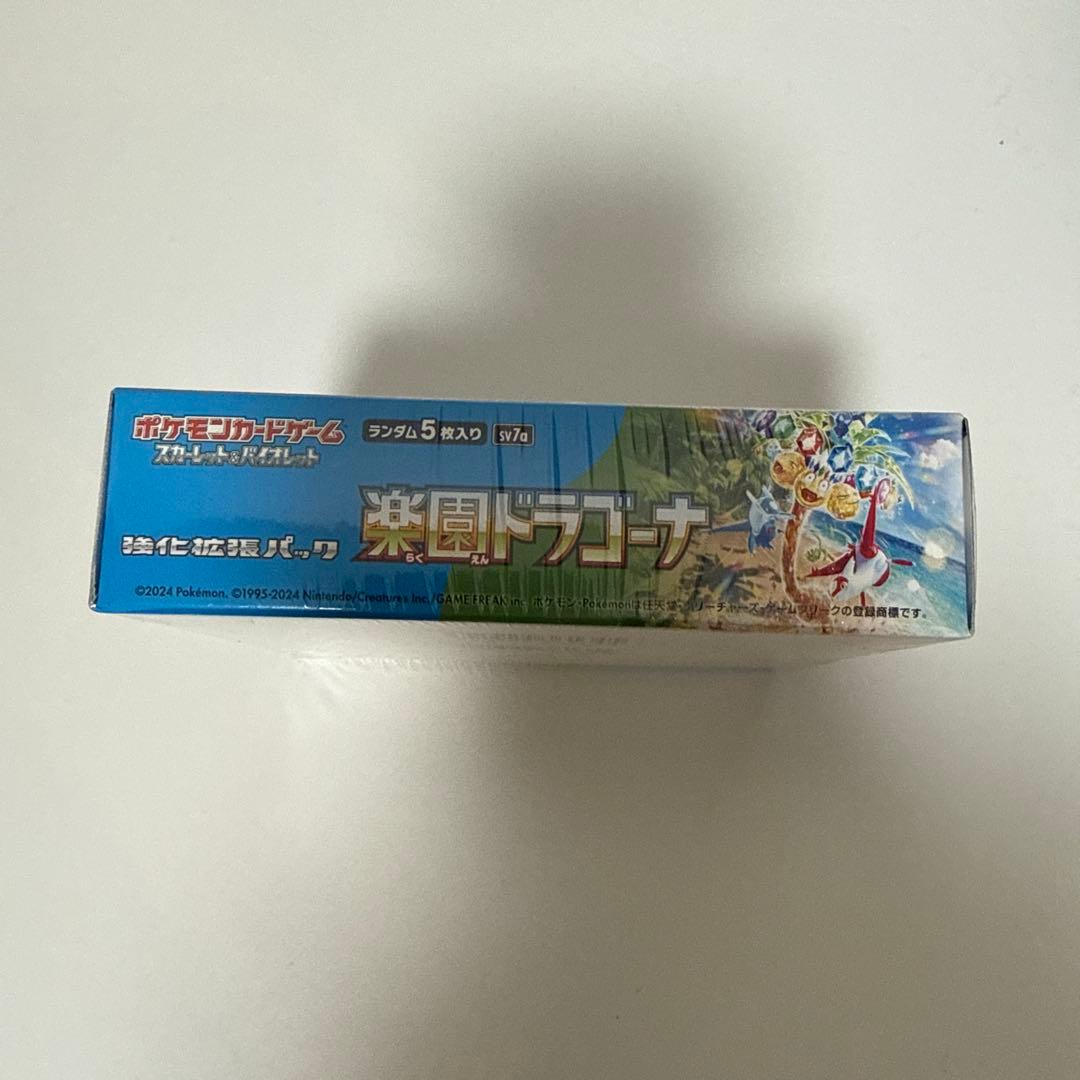 ポケモンカードゲーム
スカーレット&バイオレット
ランダム5枚入り
sv7a
強化拡張パック
楽園ドラゴーナ
らく えん
©2024 Pokémon. ©1995-2024 Nintendo/Creatures Inc./GAME FREAK inc. ポケモン・Pokémonは任天堂・クリーチャーズ・ゲームフリークの登録商標です。